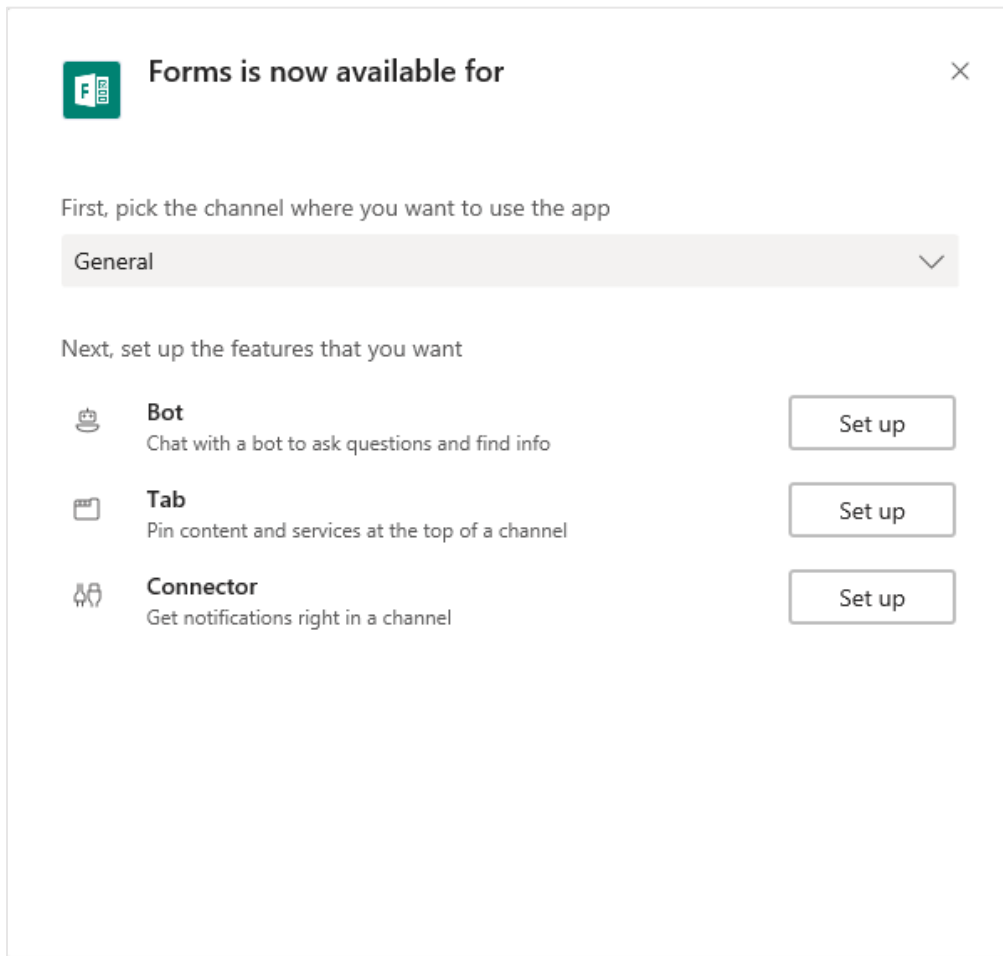 Forms is now available for
First, pick the channel where you want to use the app
General
Next, set up the features that you want
Bot
Chat with a bot to ask questions and find info
Set up
Tab
Pin content and services at the top of a channel
Set up
Connector
Get notifications right in a channel
Set up